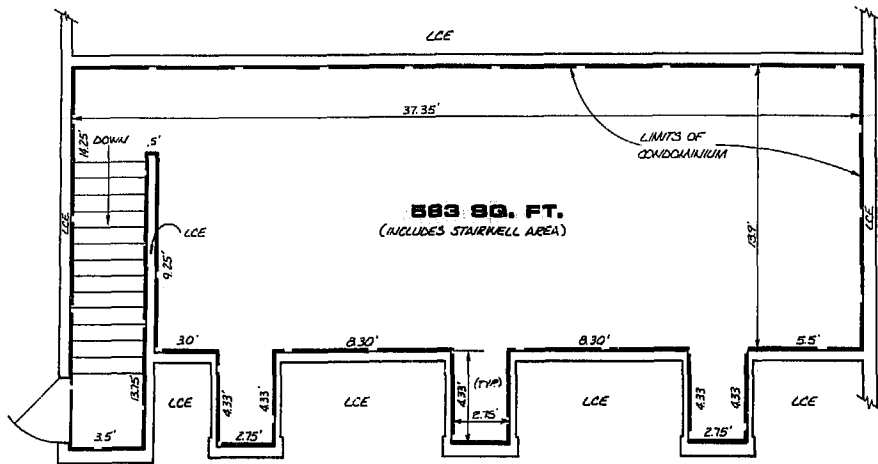 LCE
37.35'
18.25'
DOWN
.5'
LIMITS OF
CONDOMINIUM
563 SQ. FT.
(INCLUDES STAIRWELL AREA)
LCE
LCE
LCE
13.9'
9.25'
3.0'
8.30'
8.30'
5.5'
13.75'
LCE
4.33'
4.33'
LCE
4.33'
(TYP)
2.75'
LCE
4.33'
4.33'
LCE
3.5'
2.75'
2.75'